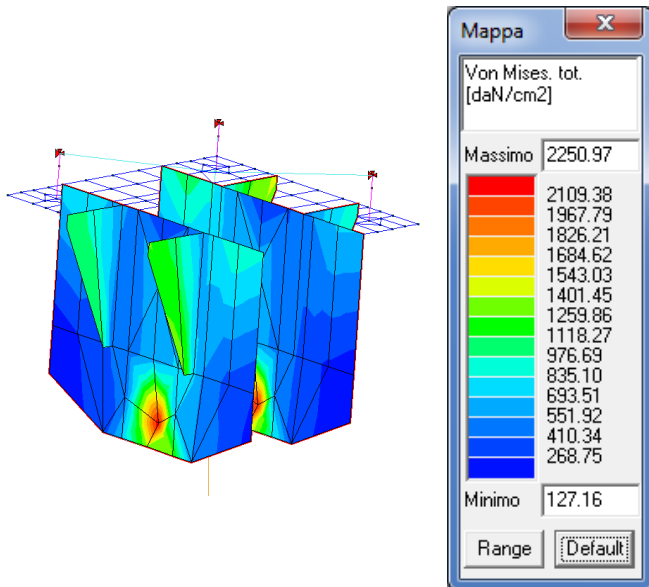 Mappa
Von Mises. tot.
[daN/cm2]
Massimo 2250.97
2109.38
1967.79
1826.21
1684.62
1543.03
1401.45
1259.86
1118.27
976.69
835.10
693.51
551.92
410.34
268.75
Minimo 127.16
Range Default